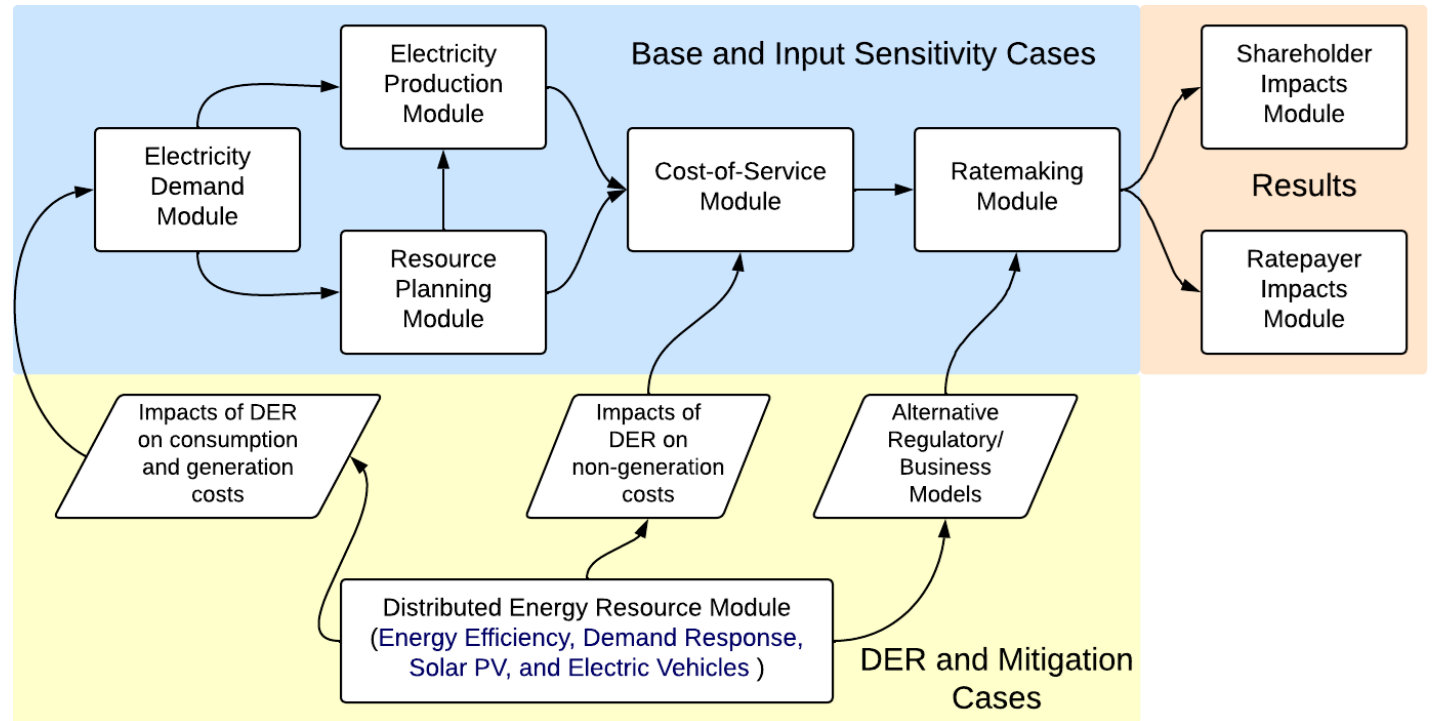 Base and Input Sensitivity Cases
Electricity
Production
Module
Electricity
Demand
Module
Resource
Planning
Module
Cost-of-Service
Module
Ratemaking
Module
Shareholder
Impacts
Module
Results
Ratepayer
Impacts
Module
Impacts of DER
on consumption
and generation
costs
Impacts of
DER on
non-generation
costs
Alternative
Regulatory/
Business
Models
Distributed Energy Resource Module
(Energy Efficiency, Demand Response,
Solar PV, and Electric Vehicles )
DER and Mitigation
Cases